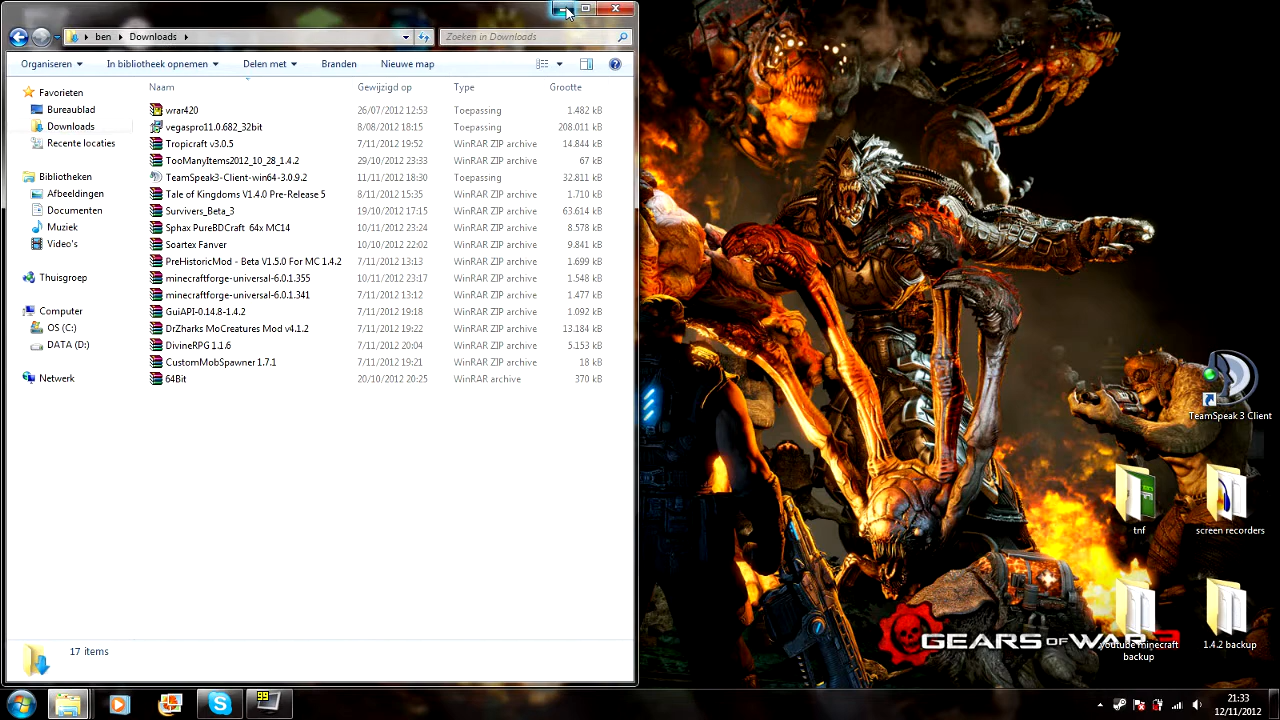 ben Downloads Zoeken in Downloads
Organiseren In bibliotheek opnemen Delen met Branden Nieuwe map
Naam Gewijzigd op Type Grootte
Favorieten
Bureaublad
Downloads
Recente locaties
Bibliotheken
Afbeeldingen
Documenten
Muziek
Video's
Thuisgroep
Computer
OS (C:)
DATA (D:)
Netwerk
wrar420 26/07/2012 12:53 Toepassing 1.482 kB
vegaspro11.0.682_32bit 8/08/2012 18:15 Toepassing 208.011 kB
Tropicraft v3.0.5 7/11/2012 19:52 WinRAR ZIP archive 14.844 kB
TooManyItems2012_10_28_1.4.2 29/10/2012 23:33 WinRAR ZIP archive 67 kB
TeamSpeak3-Client-win64-3.0.9.2 11/11/2012 18:30 Toepassing 32.811 kB
Tale of Kingdoms V1.4.0 Pre-Release 5 8/11/2012 15:35 WinRAR ZIP archive 1.710 kB
Survivers_Beta_3 19/10/2012 17:15 WinRAR ZIP archive 63.614 kB
Sphax PureBDCraft 64x MC14 10/11/2012 23:24 WinRAR ZIP archive 8.578 kB
Soartex Fanver 10/10/2012 22:02 WinRAR ZIP archive 9.841 kB
PreHistoricMod - Beta V1.5.0 For MC 1.4.2 7/11/2012 13:13 WinRAR ZIP archive 1.699 kB
minecraftforge-universal-6.0.1.355 10/11/2012 23:17 WinRAR ZIP archive 1.548 kB
minecraftforge-universal-6.0.1.341 7/11/2012 13:12 WinRAR ZIP archive 1.477 kB
GuiAPI-0.14.8-1.4.2 7/11/2012 19:18 WinRAR ZIP archive 1.092 kB
DrZharks MoCreatures Mod v4.1.2 7/11/2012 19:22 WinRAR ZIP archive 13.184 kB
DivineRPG 1.1.6 7/11/2012 20:04 WinRAR ZIP archive 5.153 kB
CustomMobSpawner 1.7.1 7/11/2012 19:21 WinRAR ZIP archive 18 kB
64Bit 20/10/2012 20:25 WinRAR archive 370 kB
17 items
TeamSpeak 3 Client
tnf
screen recorders
GEARS OF WAR 3
youtube minecraft
backup
1.4.2 backup
99
21:33
12/11/2012